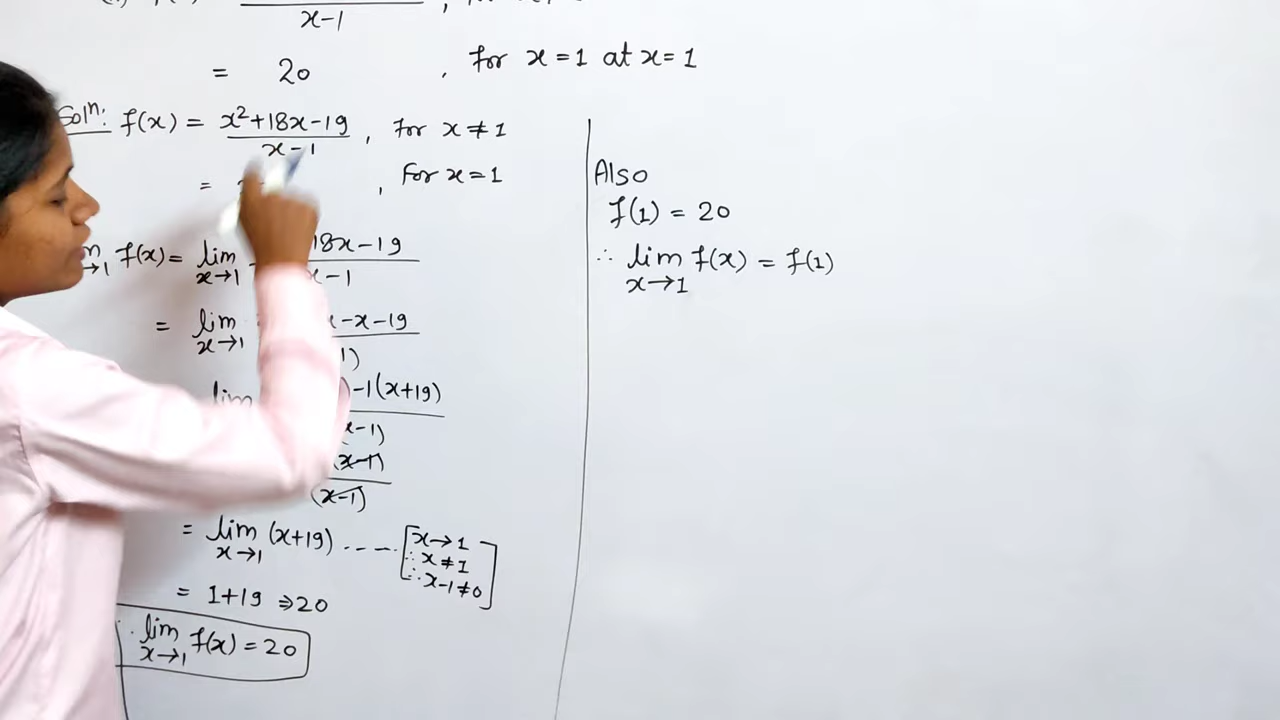 x-1
= 20 , for x=1 at x=1
Solⁿ: f(x) = x²+18x-19 , for x≠1
x-1
= , for x=1
x→1 f(x) = lim 18x-19
x→1 x-1
= lim x-x-19
x→1 1)
lim )-1(x+19)
x-1)
(x-1)
(x-1)
= lim (x+19) ---- [x→1
x→1 ∴ x≠1
∴ x-1≠0]
= 1+19 ⇒20
∴ lim f(x) = 20
x→1
Also
f(1) = 20
∴ lim f(x) = f(1)
x→1